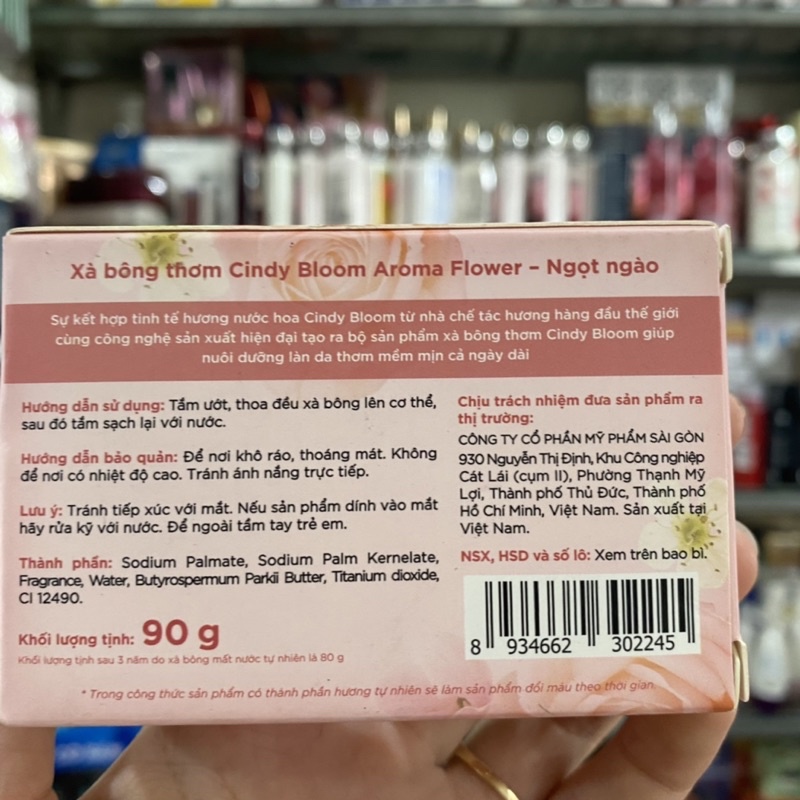 Xà bông thơm Cindy Bloom Aroma Flower – Ngọt ngào
Sự kết hợp tinh tế hương nước hoa Cindy Bloom từ nhà chế tác hương hàng đầu thế giới
cùng công nghệ sản xuất hiện đại tạo ra bộ sản phẩm xà bông thơm Cindy Bloom giúp
nuôi dưỡng làn da thơm mềm mịn cả ngày dài
Hướng dẫn sử dụng: Tắm ướt, thoa đều xà bông lên cơ thể,
sau đó tắm sạch lại với nước.
Hướng dẫn bảo quản: Để nơi khô ráo, thoáng mát. Không
để nơi có nhiệt độ cao. Tránh ánh nắng trực tiếp.
Lưu ý: Tránh tiếp xúc với mắt. Nếu sản phẩm dính vào mắt
hãy rửa kỹ với nước. Để ngoài tầm tay trẻ em.
Thành phần: Sodium Palmate, Sodium Palm Kernelate,
Fragrance, Water, Butyrospermum Parkii Butter, Titanium dioxide,
CI 12490.
Khối lượng tịnh: 90 g
Khối lượng tịnh sau 3 năm do xà bông mất nước tự nhiên là 80 g
Chịu trách nhiệm đưa sản phẩm ra
thị trường:
CÔNG TY CỔ PHẦN MỸ PHẨM SÀI GÒN
930 Nguyễn Thị Định, Khu Công nghiệp
Cát Lái (cụm II), Phường Thạnh Mỹ
Lợi, Thành phố Thủ Đức, Thành phố
Hồ Chí Minh, Việt Nam. Sản xuất tại
Việt Nam.
NSX, HSD và số lô: Xem trên bao bì.
8 934662 302245
* Trong công thức sản phẩm có thành phần hương tự nhiên sẽ làm sản phẩm đổi màu theo thời gian.